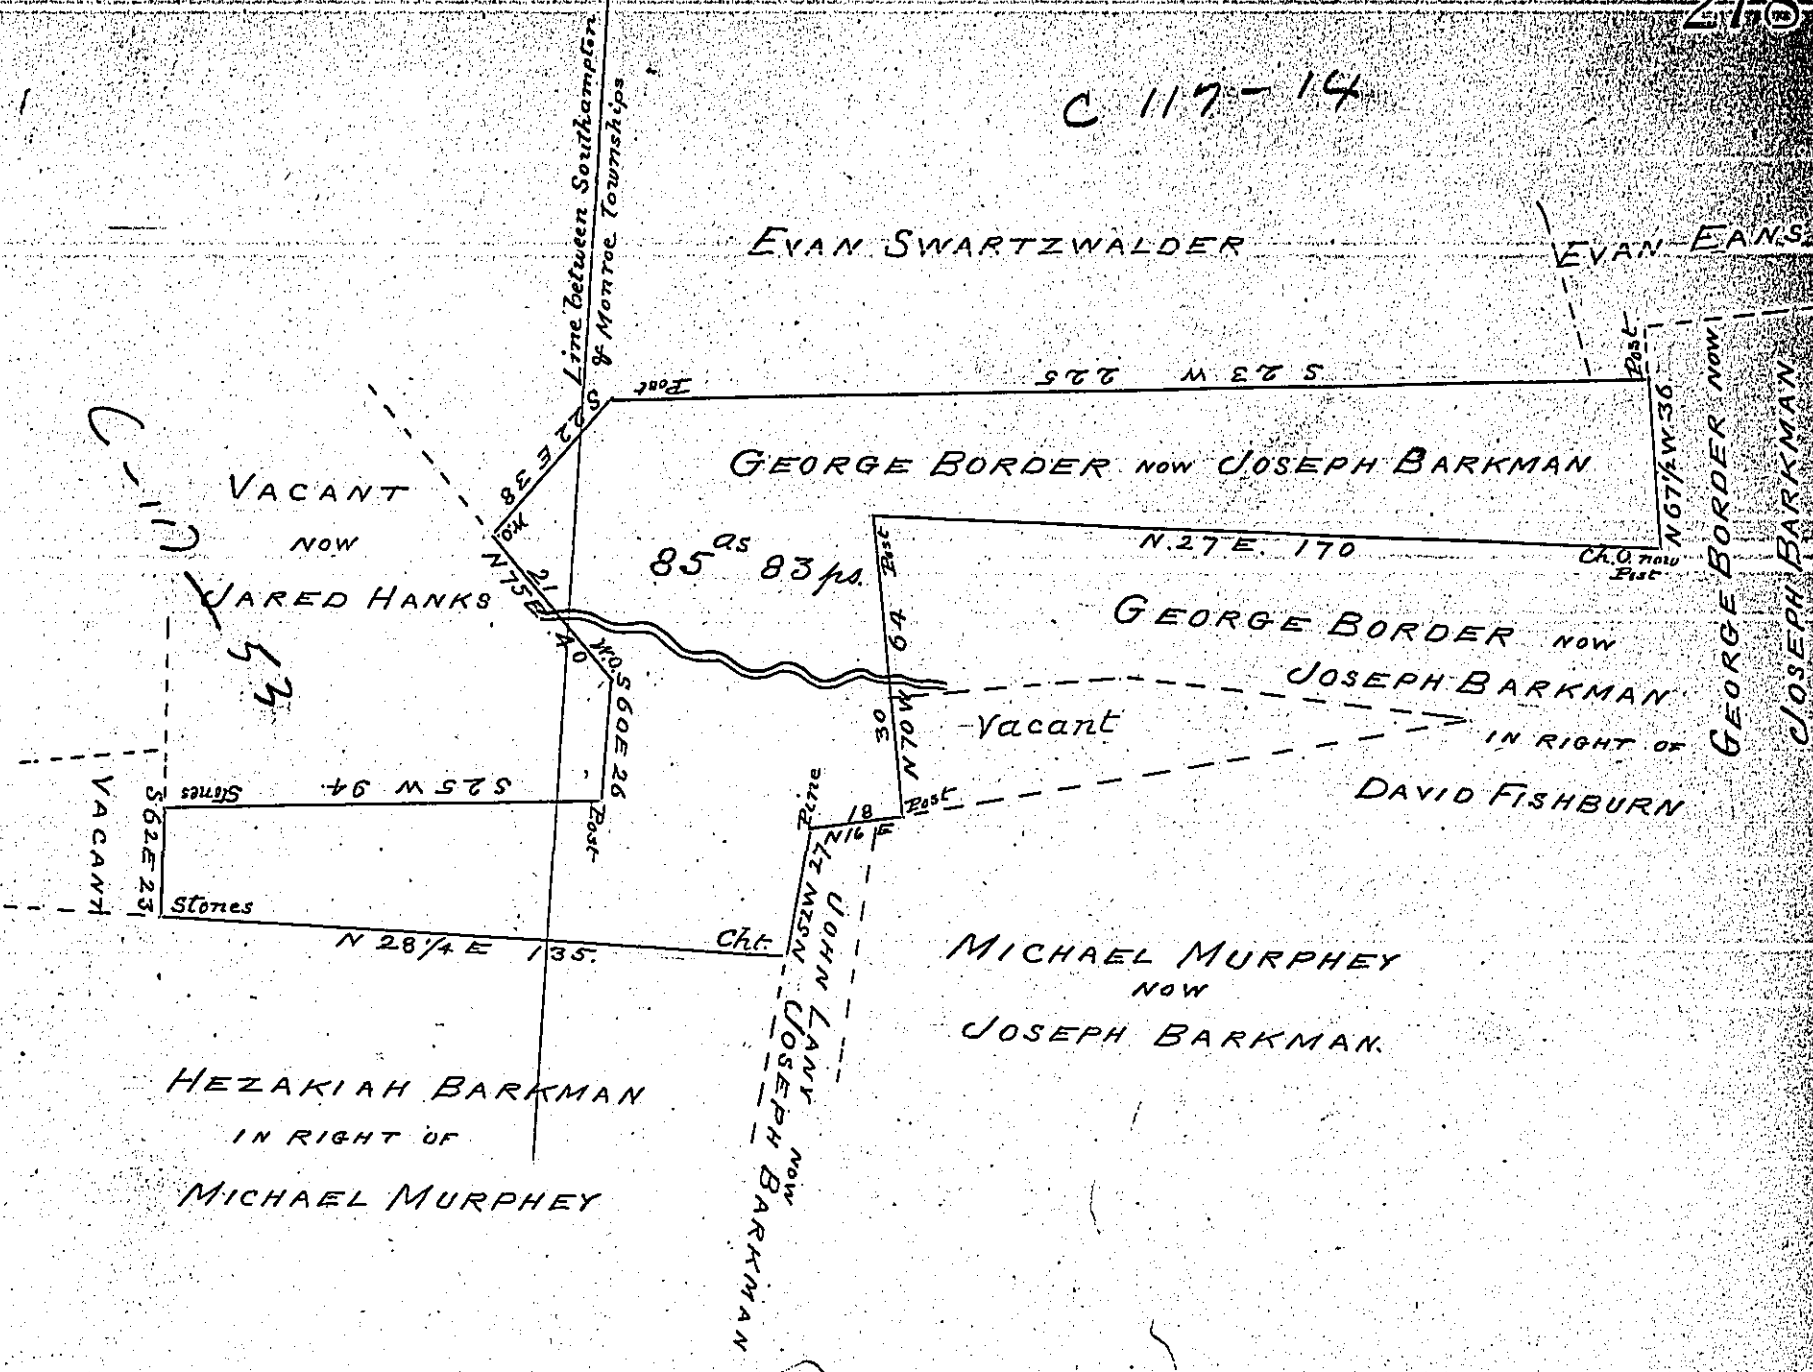 C 117-14
Line between Southampton
& Monroe Townships
EVAN SWARTZWALDER
EVAN EANS
Post
S 23 W 225
Post
N 67½ W 36
GEORGE BORDER NOW
JOSEPH BARKMAN
S 22 E 38
GEORGE BORDER NOW JOSEPH BARKMAN
C-117
53
VACANT
NOW
JARED HANKS
W.O.
N 75 E 21
40
W.O.
85 as 83 ps.
Post
N. 27 E. 170
Ch.O. now
Post
64
GEORGE BORDER NOW
JOSEPH BARKMAN
IN RIGHT OF
DAVID FISHBURN
30
Vacant
S 60 E 26
Post
S 25 W 94.
Stones
VACANT
S 62 E 23
Stones
N 28¼ E 135.
Cht.
Pine
18
N 16 E
Post
N 52 W 27
JOHN LANY NOW
JOSEPH BARKMAN
MICHAEL MURPHEY
NOW
JOSEPH BARKMAN.
HEZAKIAH BARKMAN
IN RIGHT OF
MICHAEL MURPHEY